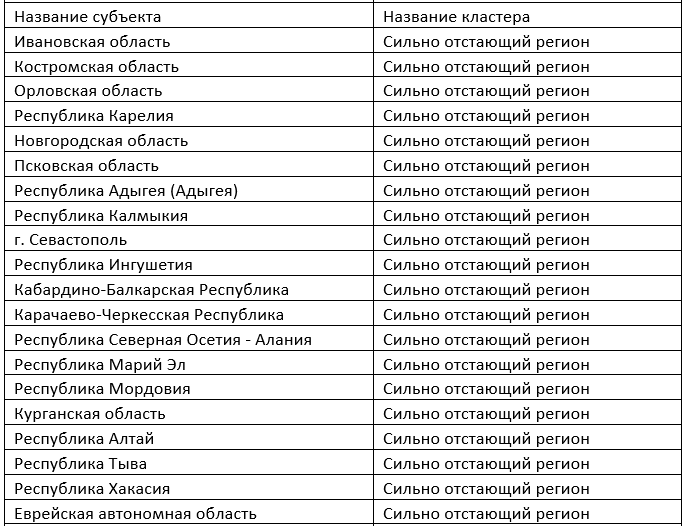 Название субъекта Название кластера
Ивановская область Сильно отстающий регион
Костромская область Сильно отстающий регион
Орловская область Сильно отстающий регион
Республика Карелия Сильно отстающий регион
Новгородская область Сильно отстающий регион
Псковская область Сильно отстающий регион
Республика Адыгея (Адыгея) Сильно отстающий регион
Республика Калмыкия Сильно отстающий регион
г. Севастополь Сильно отстающий регион
Республика Ингушетия Сильно отстающий регион
Кабардино-Балкарская Республика Сильно отстающий регион
Карачаево-Черкесская Республика Сильно отстающий регион
Республика Северная Осетия - Алания Сильно отстающий регион
Республика Марий Эл Сильно отстающий регион
Республика Мордовия Сильно отстающий регион
Курганская область Сильно отстающий регион
Республика Алтай Сильно отстающий регион
Республика Тыва Сильно отстающий регион
Республика Хакасия Сильно отстающий регион
Еврейская автономная область Сильно отстающий регион